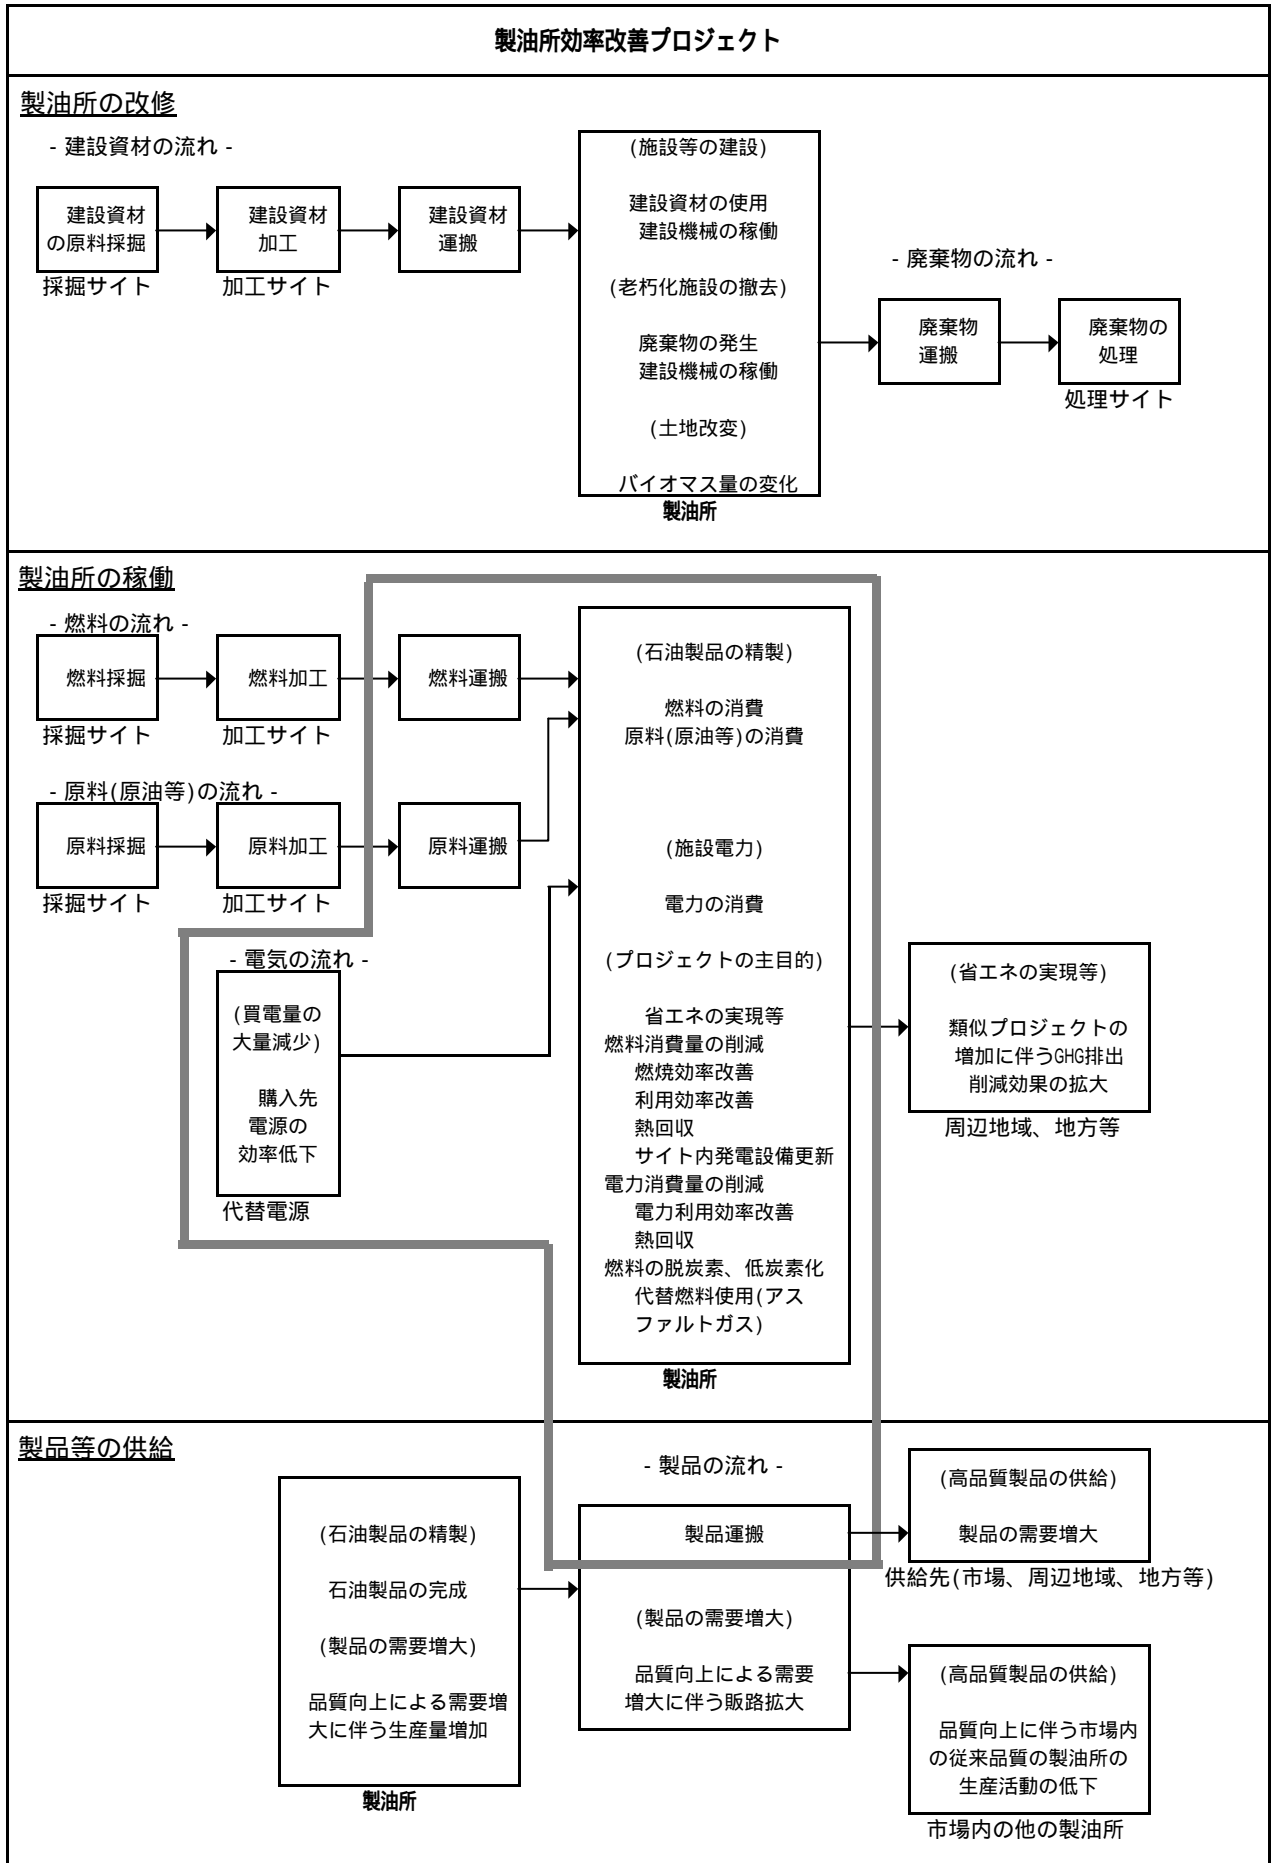 製油所効率改善プロジェクト
製油所の改修
- 建設資材の流れ -
建設資材
の原料採掘
採掘サイト
建設資材
加工
加工サイト
建設資材
運搬
(施設等の建設)
建設資材の使用
建設機械の稼働
(老朽化施設の撤去)
廃棄物の発生
建設機械の稼働
(土地改変)
バイオマス量の変化
製油所
- 廃棄物の流れ -
廃棄物
運搬
廃棄物の
処理
処理サイト
製油所の稼働
- 燃料の流れ -
燃料採掘
採掘サイト
燃料加工
加工サイト
燃料運搬
- 原料(原油等)の流れ -
原料採掘
採掘サイト
原料加工
加工サイト
原料運搬
- 電気の流れ -
(買電量の
大量減少)
購入先
電源の
効率低下
代替電源
(石油製品の精製)
燃料の消費
原料(原油等)の消費
(施設電力)
電力の消費
(プロジェクトの主目的)
省エネの実現等
燃料消費量の削減
燃焼効率改善
利用効率改善
熱回収
サイト内発電設備更新
電力消費量の削減
電力利用効率改善
熱回収
燃料の脱炭素、低炭素化
代替燃料使用(アス
ファルトガス)
製油所
(省エネの実現等)
類似プロジェクトの
増加に伴うGHG排出
削減効果の拡大
周辺地域、地方等
製品等の供給
(石油製品の精製)
石油製品の完成
(製品の需要増大)
品質向上による需要増
大に伴う生産量増加
製油所
- 製品の流れ -
製品運搬
(製品の需要増大)
品質向上による需要
増大に伴う販路拡大
(高品質製品の供給)
製品の需要増大
供給先(市場、周辺地域、地方等)
(高品質製品の供給)
品質向上に伴う市場内
の従来品質の製油所の
生産活動の低下
市場内の他の製油所